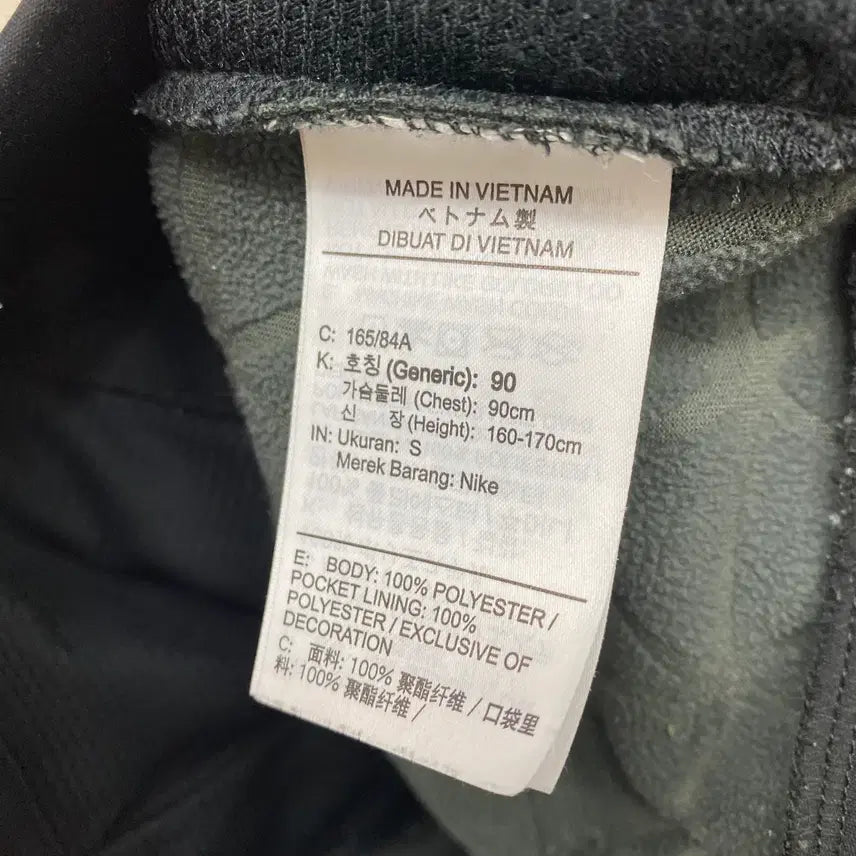 MADE IN VIETNAM
ベトナム製
DIBUAT DI VIETNAM
C: 165/84A
K: 호칭 (Generic): 90
가슴둘레 (Chest): 90cm
신 장 (Height): 160-170cm
IN: Ukuran: S
Merek Barang: Nike
E: BODY: 100% POLYESTER /
POCKET LINING: 100%
POLYESTER / EXCLUSIVE OF
DECORATION
C: 面料: 100% 聚酯纤维 / 口袋里
料: 100% 聚酯纤维 /